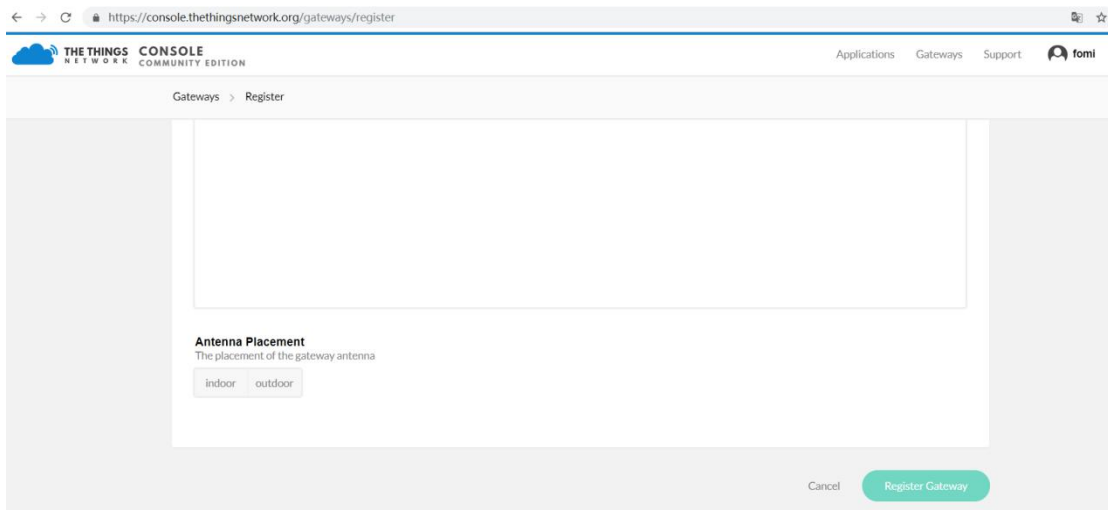 https://console.thethingsnetwork.org/gateways/register
THE THINGS NETWORK
CONSOLE COMMUNITY EDITION
Applications Gateways Support fomi
Gateways > Register
Antenna Placement
The placement of the gateway antenna
indoor outdoor
Cancel Register Gateway